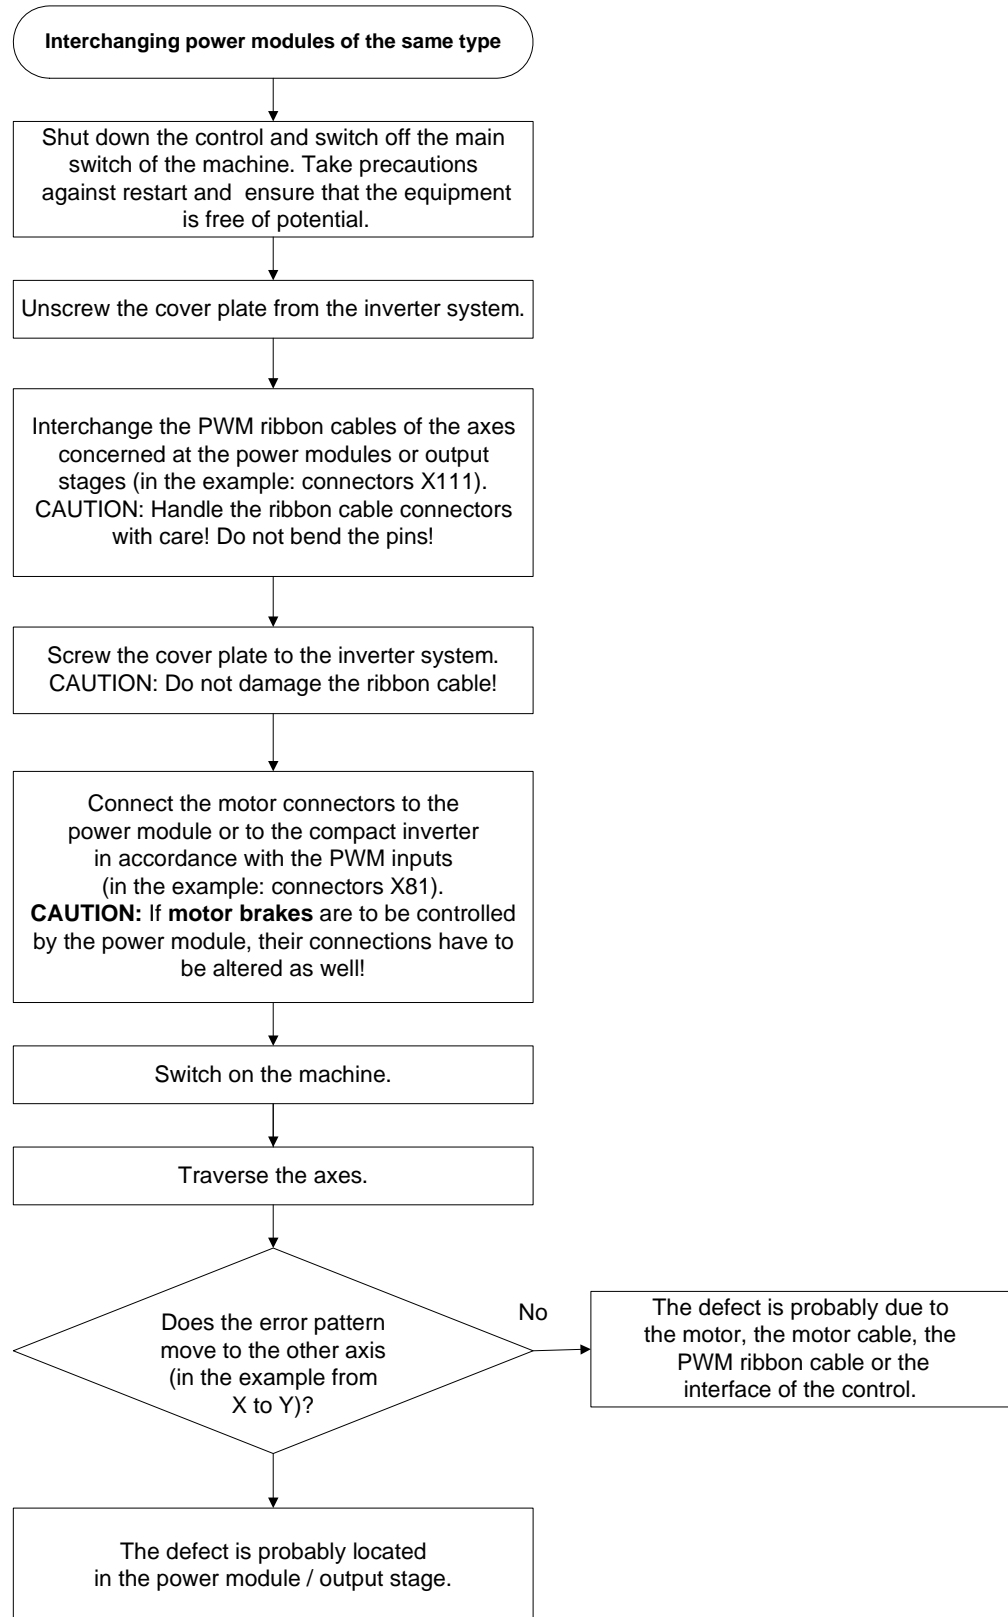 Interchanging power modules of the same type
Shut down the control and switch off the main
switch of the machine. Take precautions
against restart and  ensure that the equipment
is free of potential.
Unscrew the cover plate from the inverter system.
Interchange the PWM ribbon cables of the axes
concerned at the power modules or output
stages (in the example: connectors X111).
CAUTION: Handle the ribbon cable connectors
with care! Do not bend the pins!
Screw the cover plate to the inverter system.
CAUTION: Do not damage the ribbon cable!
Connect the motor connectors to the
power module or to the compact inverter
in accordance with the PWM inputs
(in the example: connectors X81).
CAUTION: If motor brakes are to be controlled
by the power module, their connections have to
be altered as well!
Switch on the machine.
Traverse the axes.
Does the error pattern
move to the other axis
(in the example from
X to Y)?
No
The defect is probably due to
the motor, the motor cable, the
PWM ribbon cable or the
interface of the control.
The defect is probably located
in the power module / output stage.